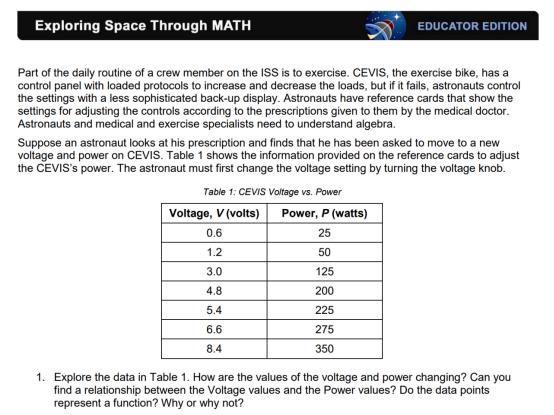 Exploring Space Through MATH
EDUCATOR EDITION
Part of the daily routine of a crew member on the ISS is to exercise. CEVIS, the exercise bike, has a
control panel with loaded protocols to increase and decrease the loads, but if it fails, astronauts control
the settings with a less sophisticated back-up display. Astronauts have reference cards that show the
settings for adjusting the controls according to the prescriptions given to them by the medical doctor.
Astronauts and medical and exercise specialists need to understand algebra.
Suppose an astronaut looks at his prescription and finds that he has been asked to move to a new
voltage and power on CEVIS. Table 1 shows the information provided on the reference cards to adjust
the CEVIS's power. The astronaut must first change the voltage setting by turning the voltage knob.
Table 1: CEVIS Voltage vs. Power
Voltage, V (volts) Power, P (watts)
0.6 25
1.2 50
3.0 125
4.8 200
5.4 225
6.6 275
8.4 350
1. Explore the data in Table 1. How are the values of the voltage and power changing? Can you
find a relationship between the Voltage values and the Power values? Do the data points
represent a function? Why or why not?